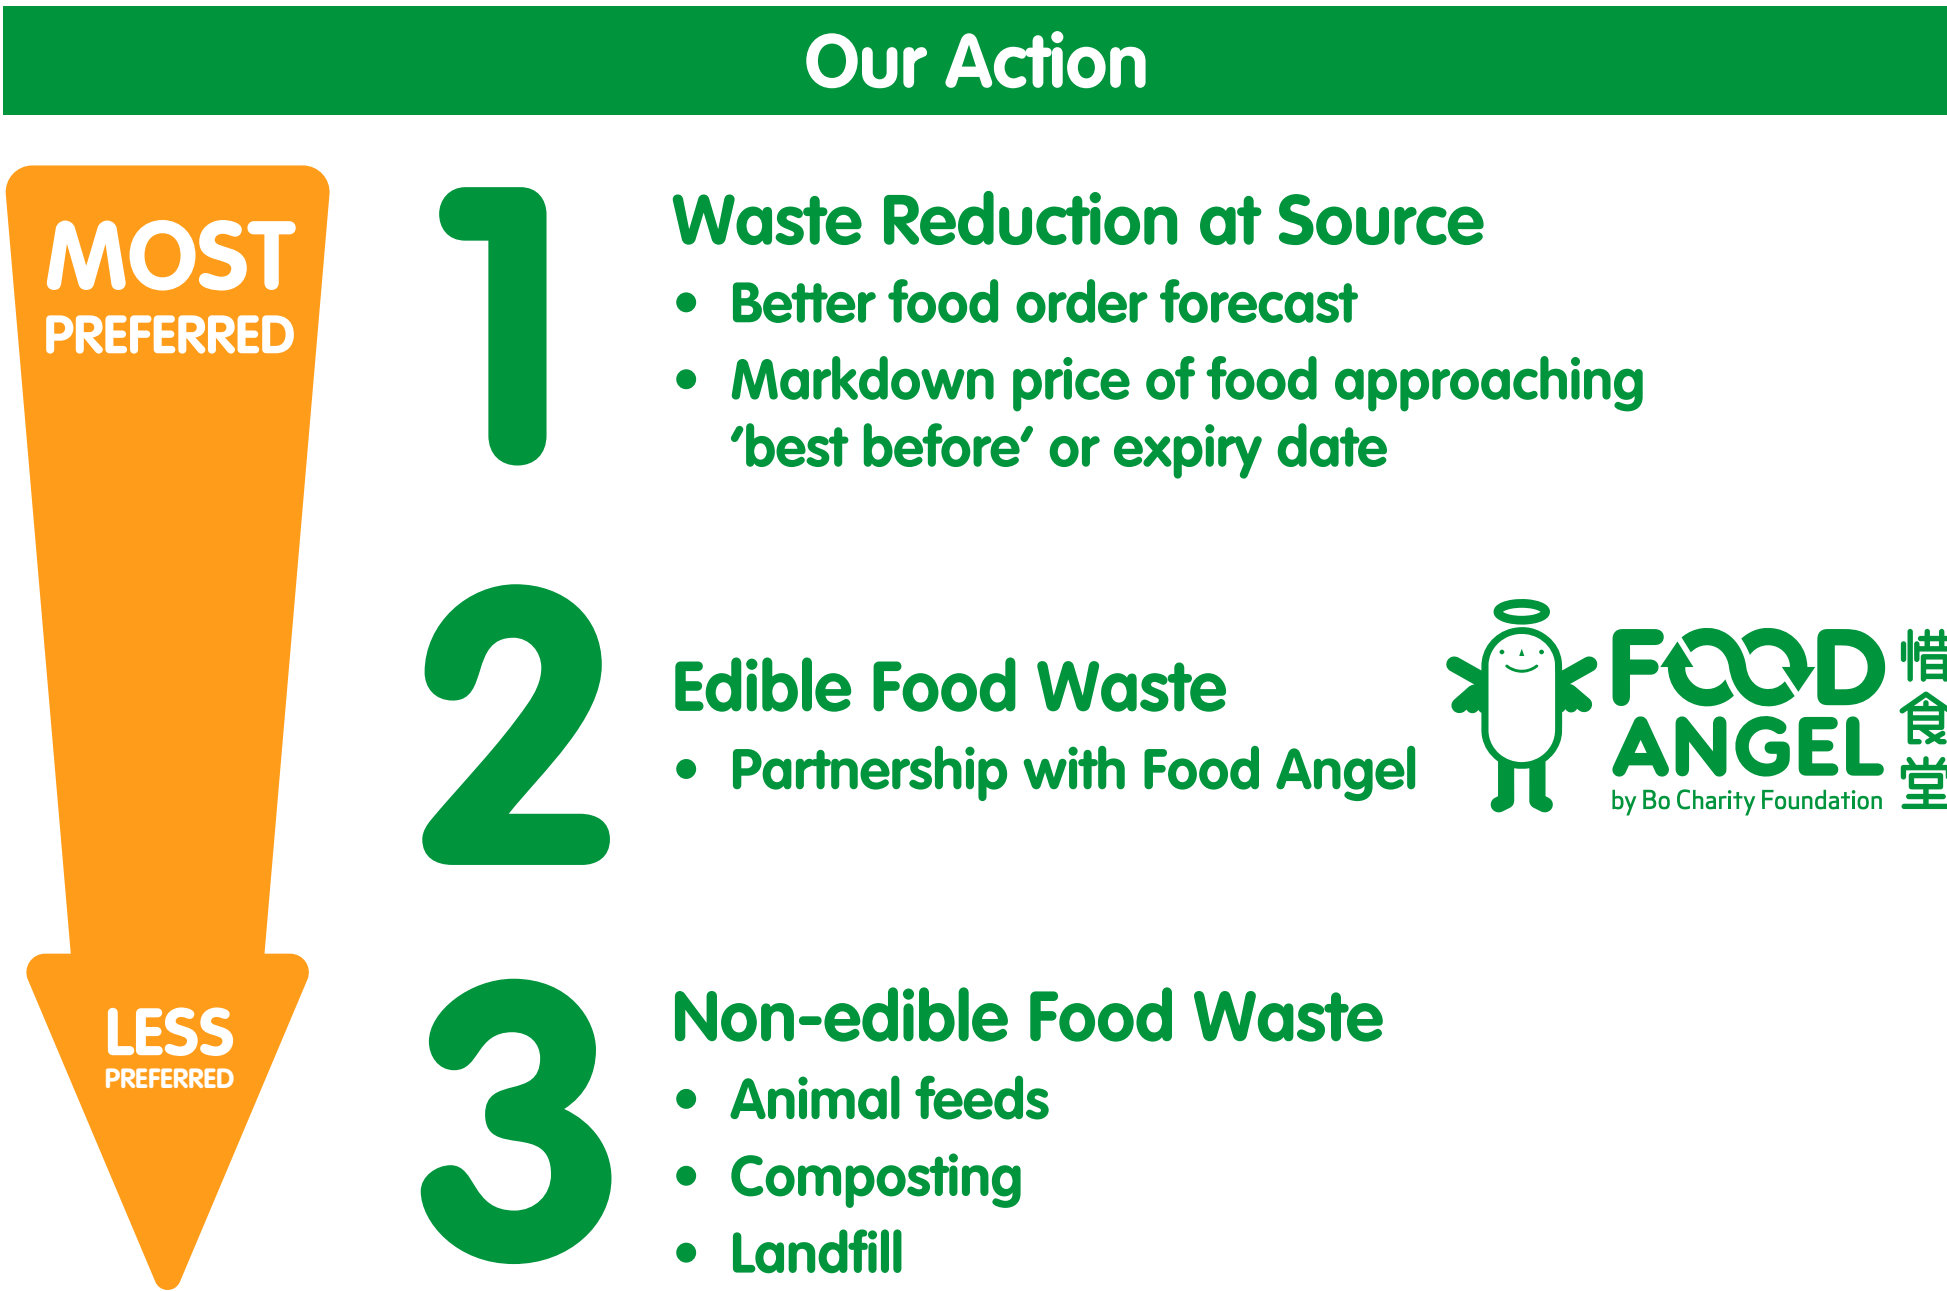 Our Action
MOST
PREFERRED
1
Waste Reduction at Source
• Better food order forecast
• Markdown price of food approaching
‘best before’ or expiry date
2
Edible Food Waste
• Partnership with Food Angel
FOOD
ANGEL
by Bo Charity Foundation
惜食堂
3
Non-edible Food Waste
• Animal feeds
• Composting
• Landfill
LESS
PREFERRED